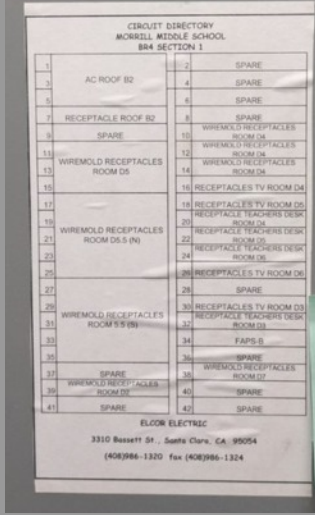 CIRCUIT DIRECTORY
MORRILL MIDDLE SCHOOL
BR4 SECTION 1
1
3 AC ROOF B2
5
7 RECEPTACLE ROOF B2
9 SPARE
11
13 WIREMOLD RECEPTACLES ROOM D5
15
17
19
21 WIREMOLD RECEPTACLES ROOM D5.5 (N)
23
25
27
29
31 WIREMOLD RECEPTACLES ROOM 5.5 (S)
33
35
37 SPARE
39 WIREMOLD RECEPTACLES ROOM D2
41 SPARE
2 SPARE
4 SPARE
6 SPARE
8 SPARE
10 WIREMOLD RECEPTACLES ROOM D4
12 WIREMOLD RECEPTACLES ROOM D4
14 WIREMOLD RECEPTACLES ROOM D4
16 RECEPTACLES TV ROOM D4
18 RECEPTACLES TV ROOM D5
20 RECEPTACLE TEACHERS DESK ROOM D4
22 RECEPTACLE TEACHERS DESK ROOM D5
24 RECEPTACLE TEACHERS DESK ROOM D6
26 RECEPTACLES TV ROOM D6
28 SPARE
30 RECEPTACLES TV ROOM D3
32 RECEPTACLE TEACHERS DESK ROOM D3
34 FAPS-B
36 SPARE
38 WIREMOLD RECEPTACLES ROOM D7
40 SPARE
42 SPARE
ELCOR ELECTRIC
3310 Bassett St., Santa Clara, CA 95054
(408)986-1320 fax (408)986-1324